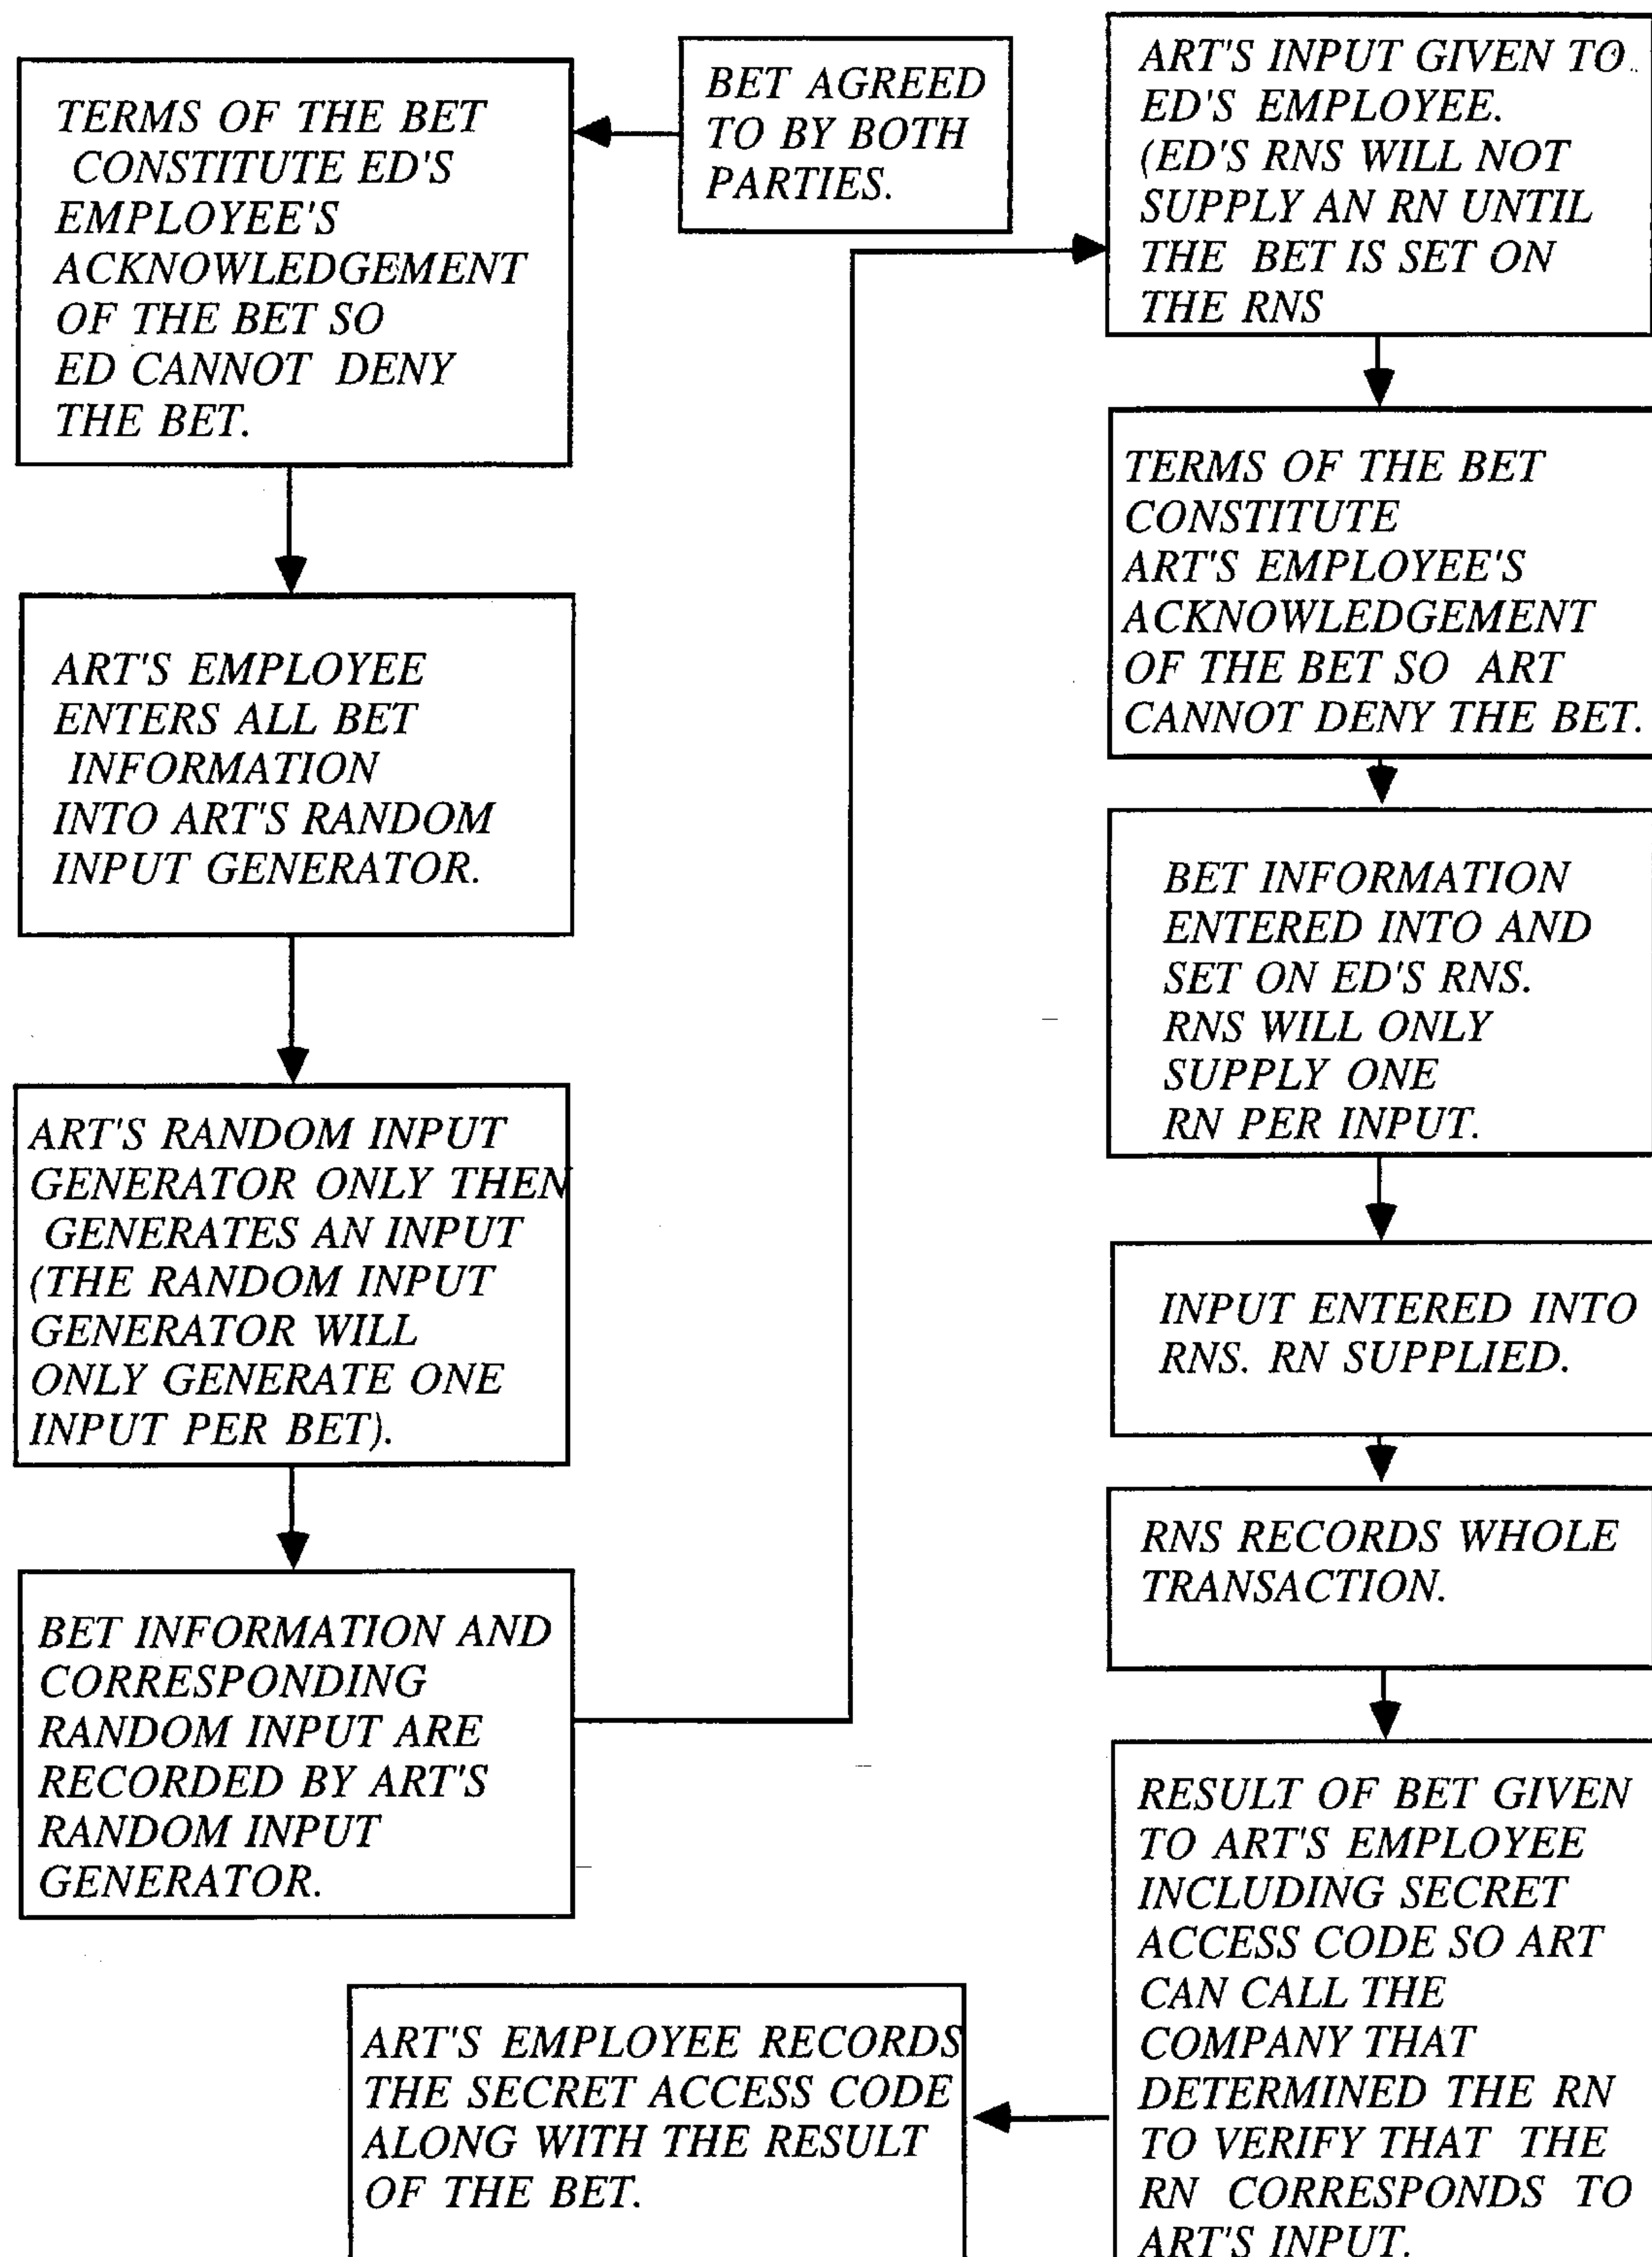 BET AGREED
TO BY BOTH
PARTIES.
TERMS OF THE BET
CONSTITUTE ED'S
EMPLOYEE'S
ACKNOWLEDGEMENT
OF THE BET SO
ED CANNOT DENY
THE BET.
ART'S EMPLOYEE
ENTERS ALL BET
INFORMATION
INTO ART'S RANDOM
INPUT GENERATOR.
ART'S RANDOM INPUT
GENERATOR ONLY THEN
GENERATES AN INPUT
(THE RANDOM INPUT
GENERATOR WILL
ONLY GENERATE ONE
INPUT PER BET).
BET INFORMATION AND
CORRESPONDING
RANDOM INPUT ARE
RECORDED BY ART'S
RANDOM INPUT
GENERATOR.
ART'S INPUT GIVEN TO
ED'S EMPLOYEE.
(ED'S RNS WILL NOT
SUPPLY AN RN UNTIL
THE BET IS SET ON
THE RNS
TERMS OF THE BET
CONSTITUTE
ART'S EMPLOYEE'S
ACKNOWLEDGEMENT
OF THE BET SO ART
CANNOT DENY THE BET.
BET INFORMATION
ENTERED INTO AND
SET ON ED'S RNS.
RNS WILL ONLY
SUPPLY ONE
RN PER INPUT.
INPUT ENTERED INTO
RNS. RN SUPPLIED.
RNS RECORDS WHOLE
TRANSACTION.
RESULT OF BET GIVEN
TO ART'S EMPLOYEE
INCLUDING SECRET
ACCESS CODE SO ART
CAN CALL THE
COMPANY THAT
DETERMINED THE RN
TO VERIFY THAT THE
RN CORRESPONDS TO
ART'S INPUT.
ART'S EMPLOYEE RECORDS
THE SECRET ACCESS CODE
ALONG WITH THE RESULT
OF THE BET.